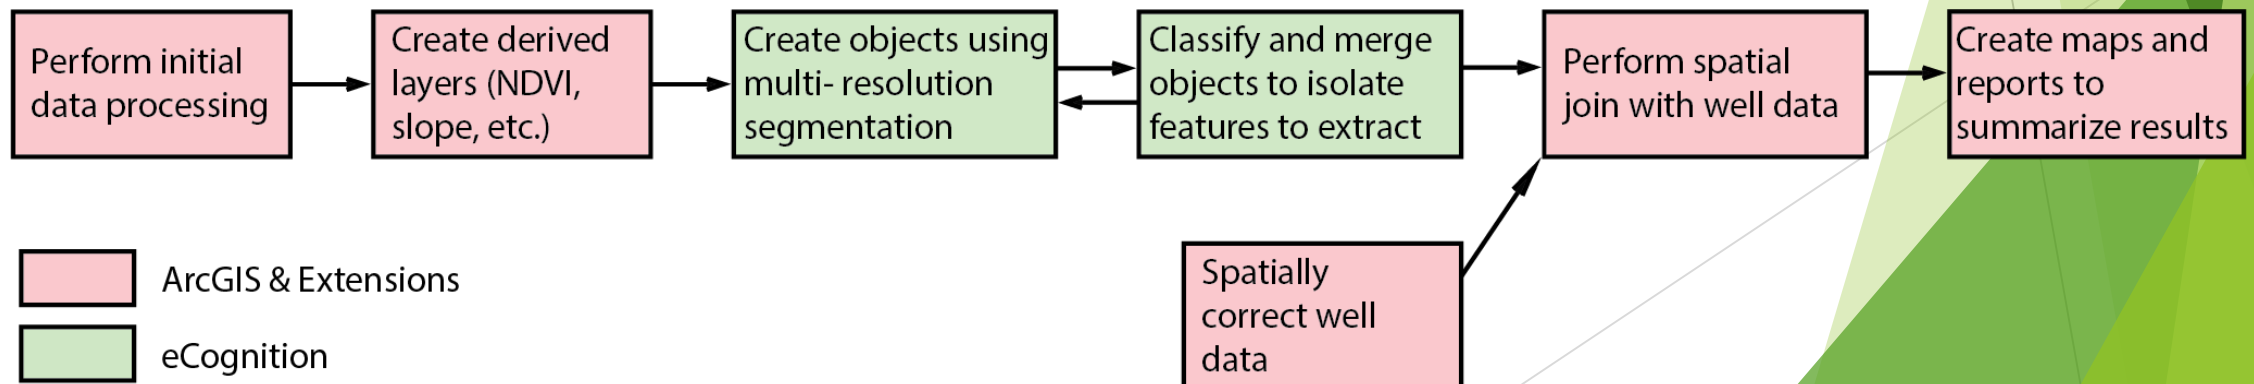 Perform initial
data processing
Create derived
layers (NDVI,
slope, etc.)
Create objects using
multi- resolution
segmentation
Classify and merge
objects to isolate
features to extract
Perform spatial
join with well data
Create maps and
reports to
summarize results
Spatially
correct well
data
ArcGIS & Extensions
eCognition